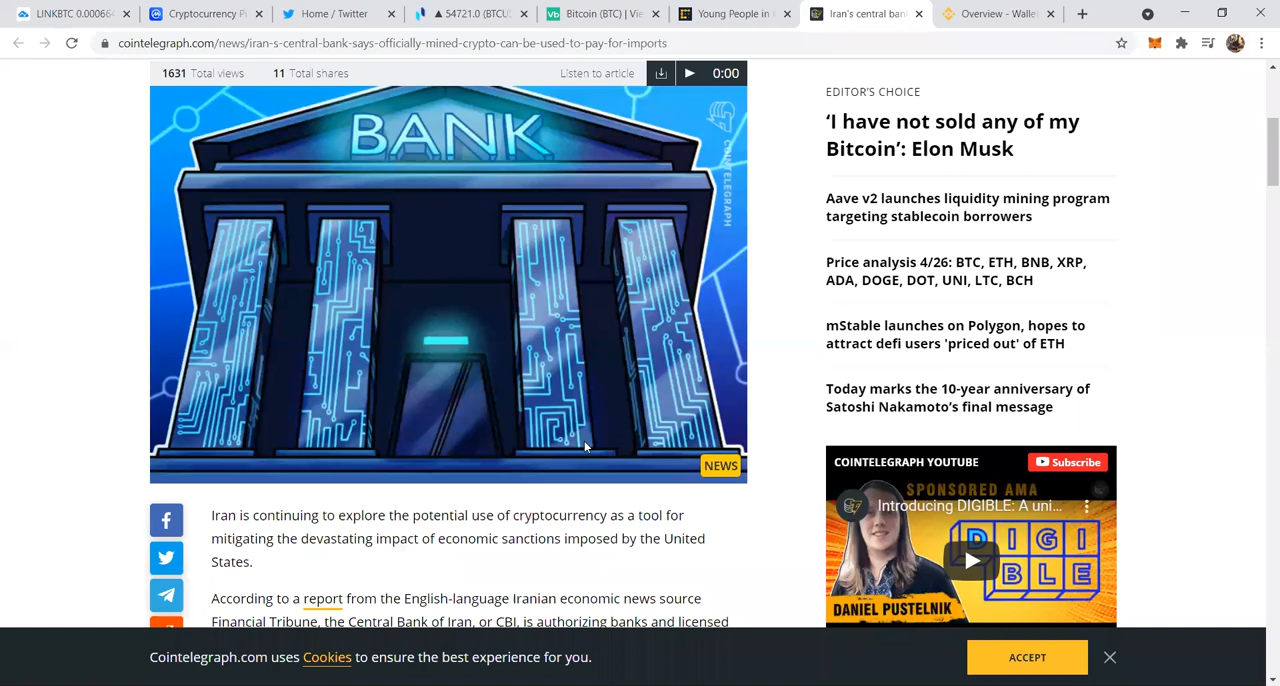 LINKBTC 0.000664
Cryptocurrency P
Home / Twitter
▲ 54721.0 (BTCUS
Bitcoin (BTC) | Vie
Young People in
Iran's central ban
Overview - Walle
cointelegraph.com/news/iran-s-central-bank-says-officially-mined-crypto-can-be-used-to-pay-for-imports
1631 Total views 11 Total shares Listen to article 0:00
BANK
COINTELEGRAPH
NEWS
Iran is continuing to explore the potential use of cryptocurrency as a tool for
mitigating the devastating impact of economic sanctions imposed by the United
States.
According to a report from the English-language Iranian economic news source
Financial Tribune, the Central Bank of Iran, or CBI, is authorizing banks and licensed
EDITOR'S CHOICE
‘I have not sold any of my
Bitcoin’: Elon Musk
Aave v2 launches liquidity mining program
targeting stablecoin borrowers
Price analysis 4/26: BTC, ETH, BNB, XRP,
ADA, DOGE, DOT, UNI, LTC, BCH
mStable launches on Polygon, hopes to
attract defi users 'priced out' of ETH
Today marks the 10-year anniversary of
Satoshi Nakamoto’s final message
COINTELEGRAPH YOUTUBE
Subscribe
SPONSORED AMA
Introducing DIGIBLE: A uni...
DIGI
BLE
DANIEL PUSTELNIK
Cointelegraph.com uses Cookies to ensure the best experience for you.
ACCEPT